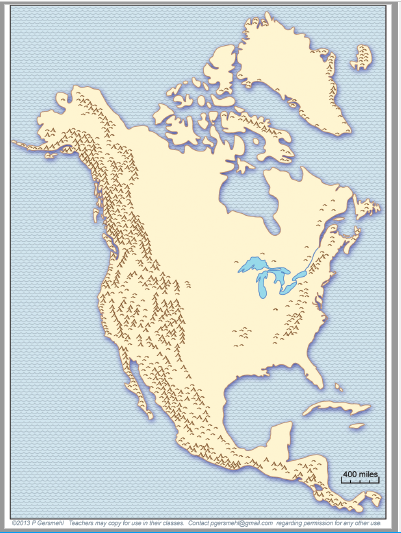 400 miles
©2013 P Gersmehl   Teachers may copy for use in their classes.   Contact pgersmehl@gmail.com  regarding permission for any other use